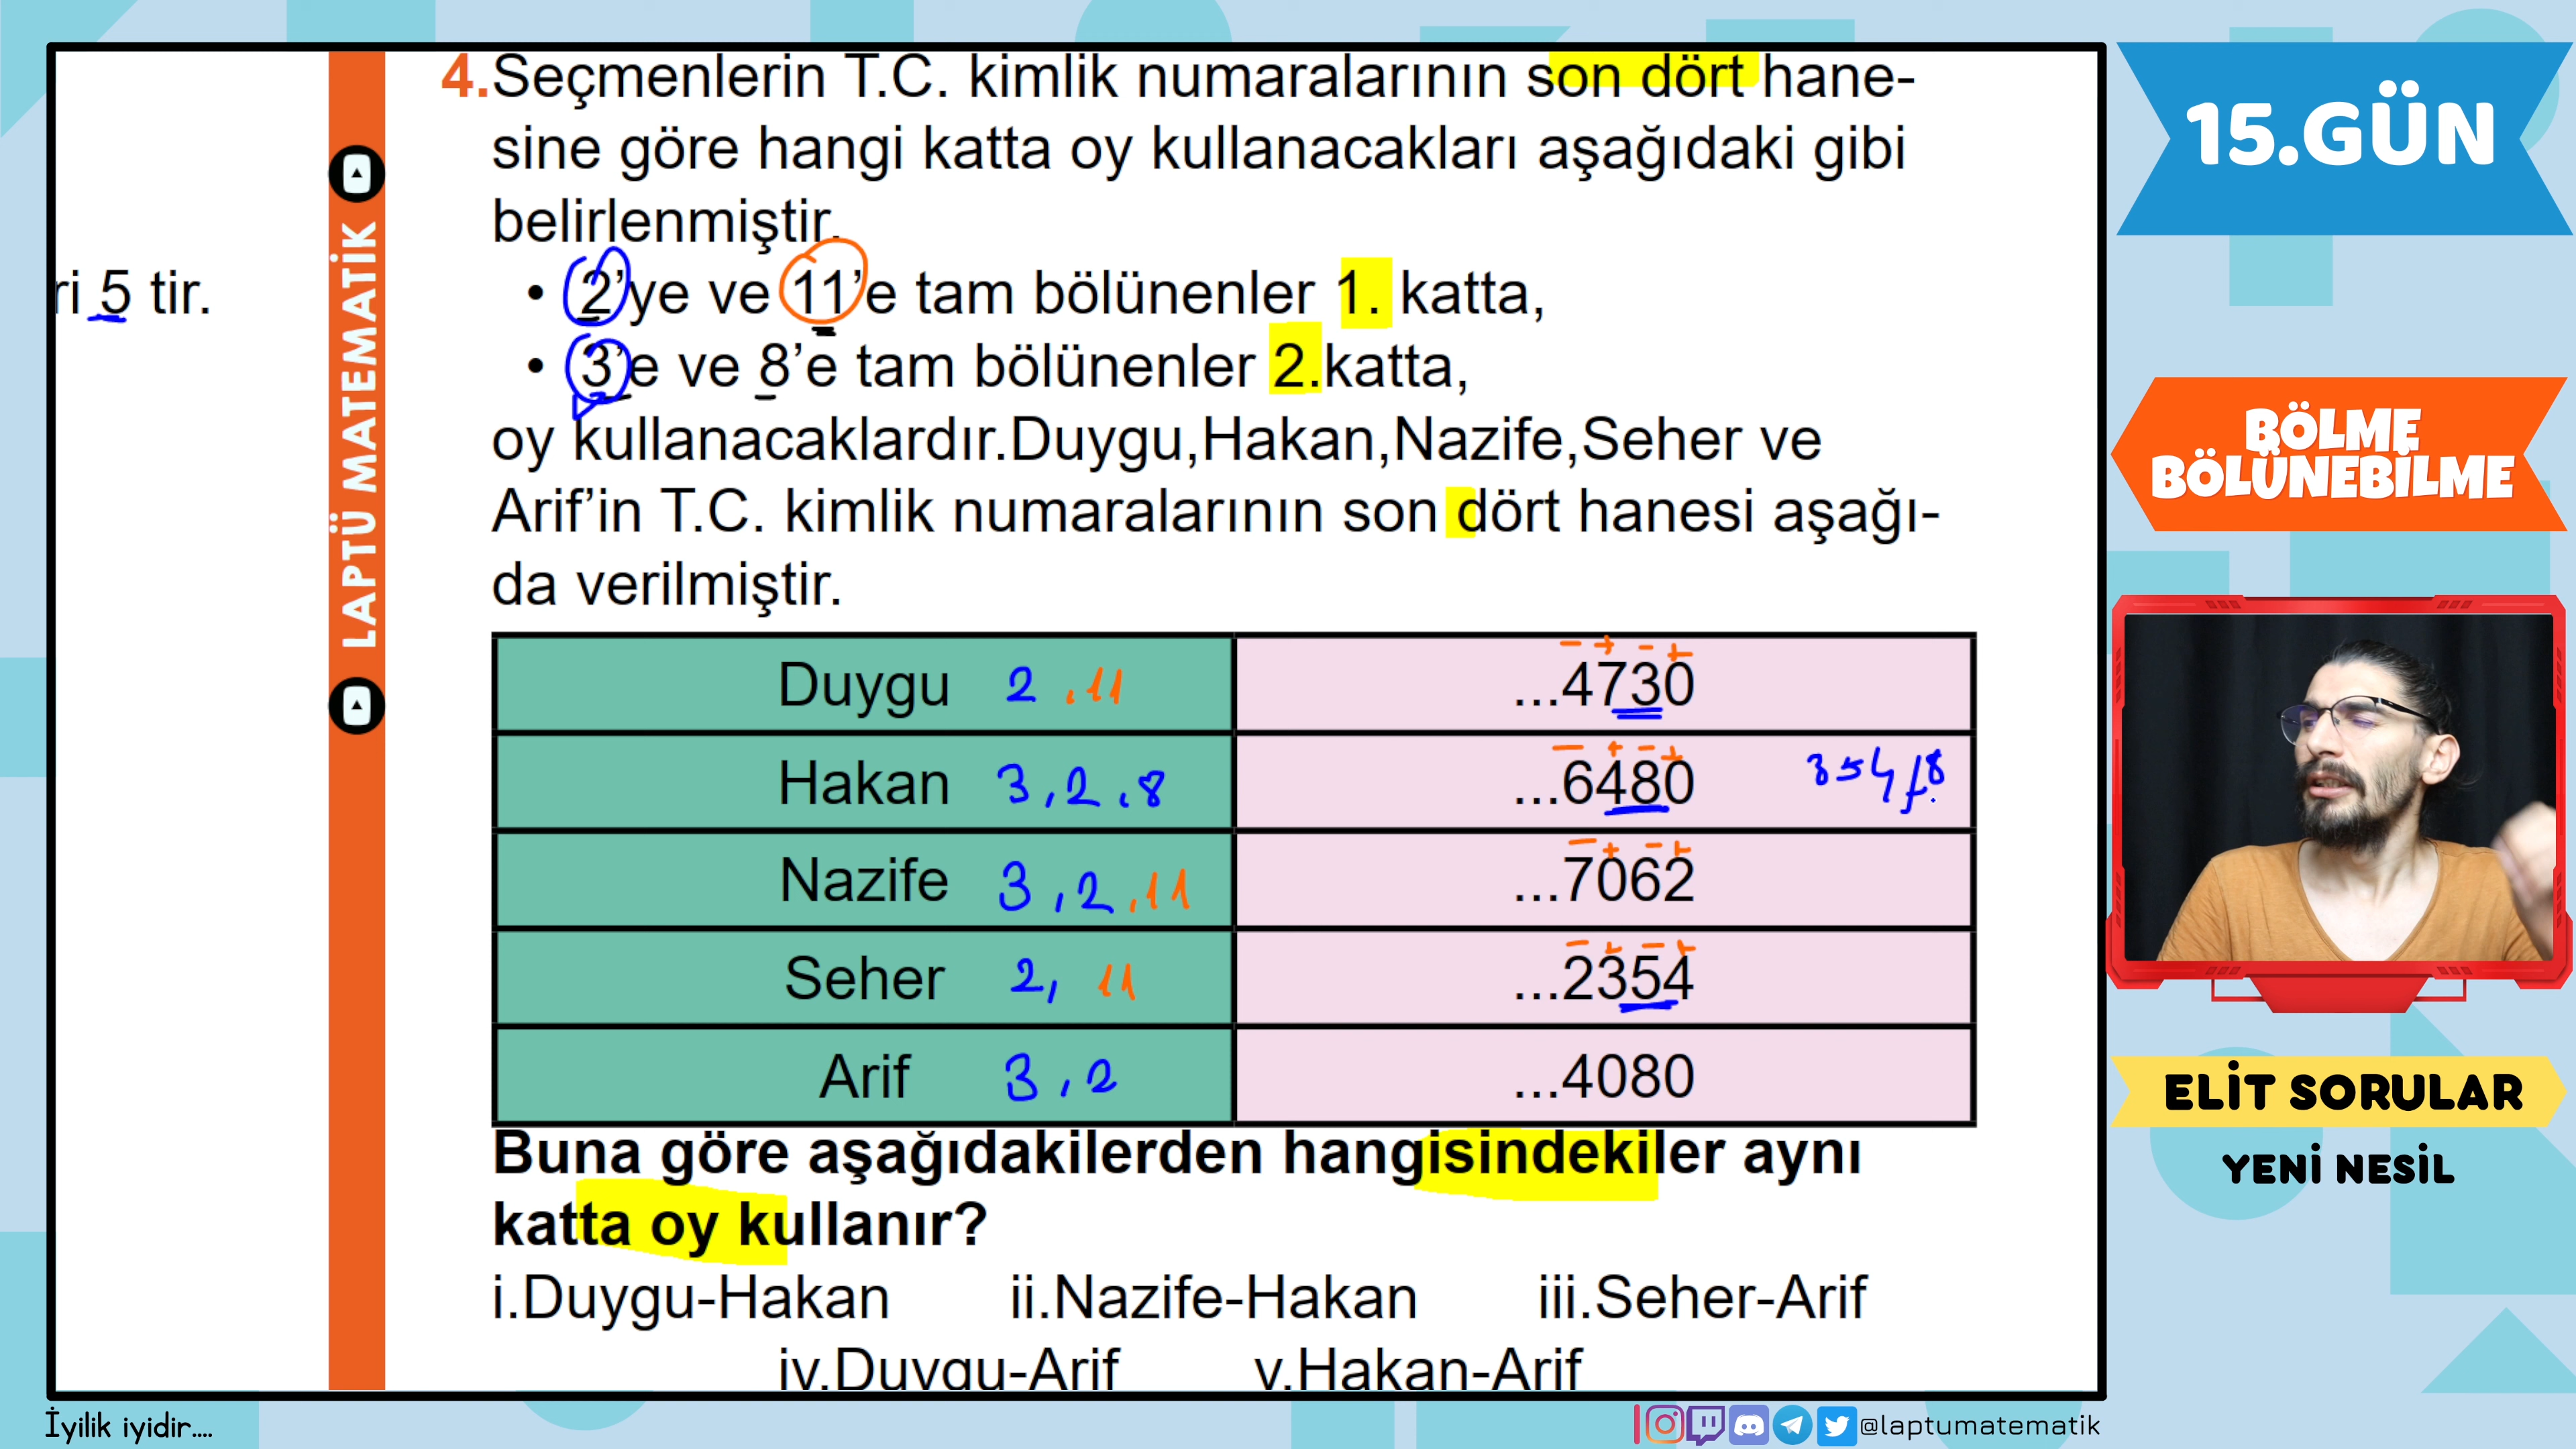 4.Seçmenlerin T.C. kimlik numaralarının son dört hane-
sine göre hangi katta oy kullanacakları aşağıdaki gibi
belirlenmiştir.
ri 5 tir.
• 2'ye ve 11'e tam bölünenler 1. katta,
• 3'e ve 8'e tam bölünenler 2.katta,
oy kullanacaklardır.Duygu,Hakan,Nazife,Seher ve
Arif'in T.C. kimlik numaralarının son dört hanesi aşağı-
da verilmiştir.
Duygu 2 , 11 ...4730
Hakan 3 , 2 , 8 ...6480 354 / 8
Nazife 3 , 2 , 11 ...7062
Seher 2, 11 ...2354
Arif 3 , 2 ...4080
Buna göre aşağıdakilerden hangisindekiler aynı
katta oy kullanır?
i.Duygu-Hakan ii.Nazife-Hakan iii.Seher-Arif
iv.Duygu-Arif v.Hakan-Arif
LAPTÜ MATEMATİK
15.GÜN
BÖLME
BÖLÜNEBİLME
ELİT SORULAR
YENİ NESİL
İyilik iyidir....
@laptumatematik